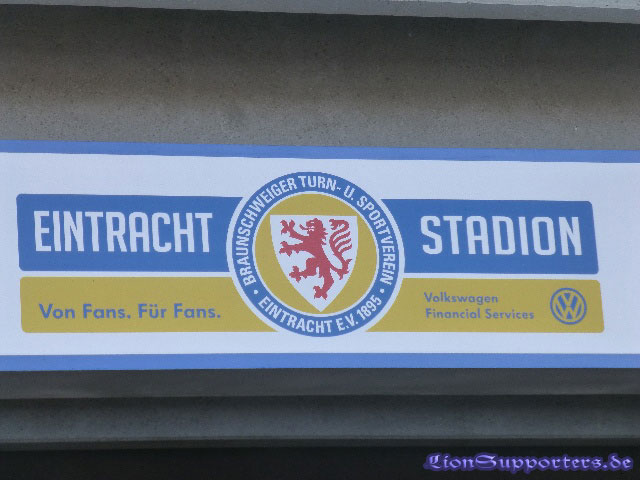 EINTRACHT STADION
BRAUNSCHWEIGER TURN- U. SPORTVEREIN
• EINTRACHT E.V. 1895 •
Von Fans. Für Fans.
Volkswagen
Financial Services
LionSupporters.de